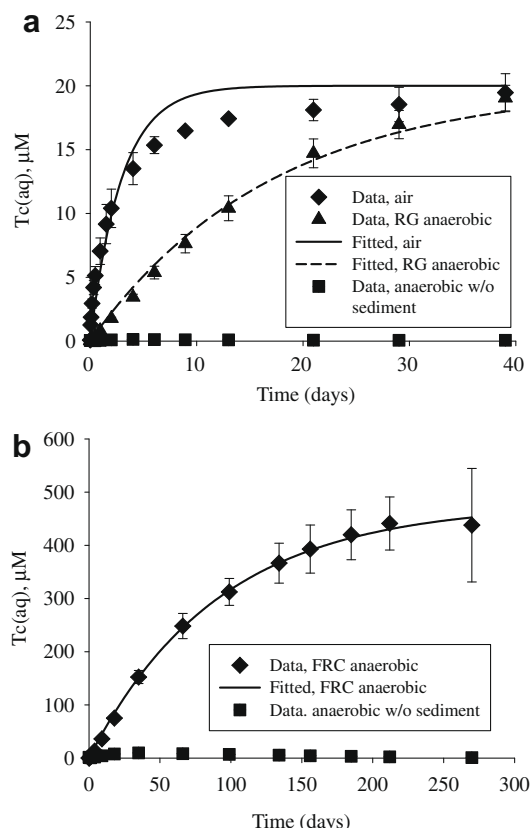 a
Tc(aq), μM
25
20
15
10
5
0
0 10 20 30 40
Time (days)
Data, air
Data, RG anaerobic
Fitted, air
Fitted, RG anaerobic
Data, anaerobic w/o
sediment
b
Tc(aq), μM
600
500
400
300
200
100
0
0 50 100 150 200 250 300
Time (days)
Data, FRC anaerobic
Fitted, FRC anaerobic
Data. anaerobic w/o sediment